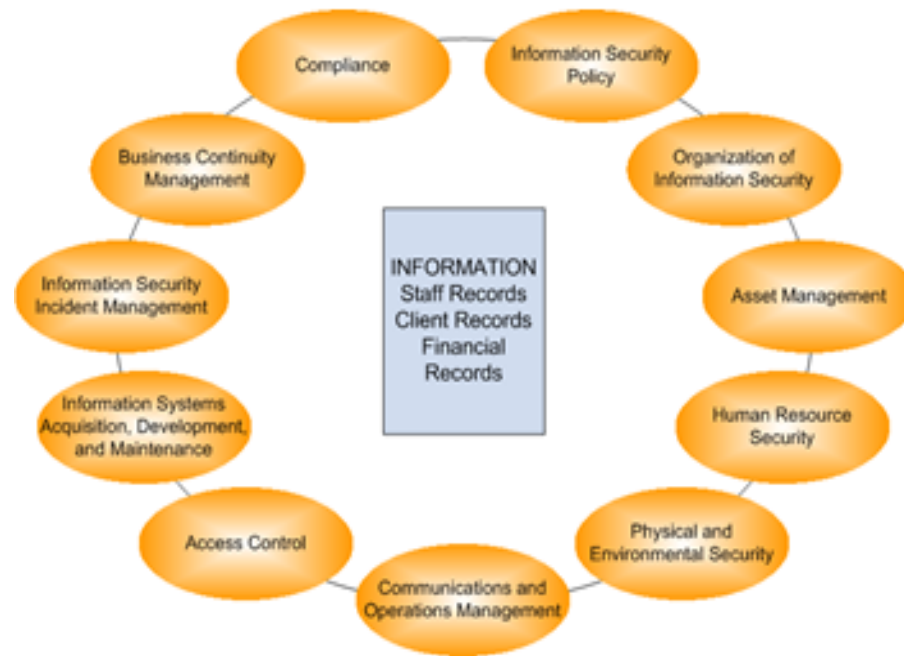 Compliance
Information Security
Policy
Organization of
Information Security
Asset Management
Human Resource
Security
Physical and
Environmental Security
Communications and
Operations Management
Access Control
Information Systems
Acquisition, Development,
and Maintenance
Information Security
Incident Management
Business Continuity
Management
INFORMATION
Staff Records
Client Records
Financial
Records